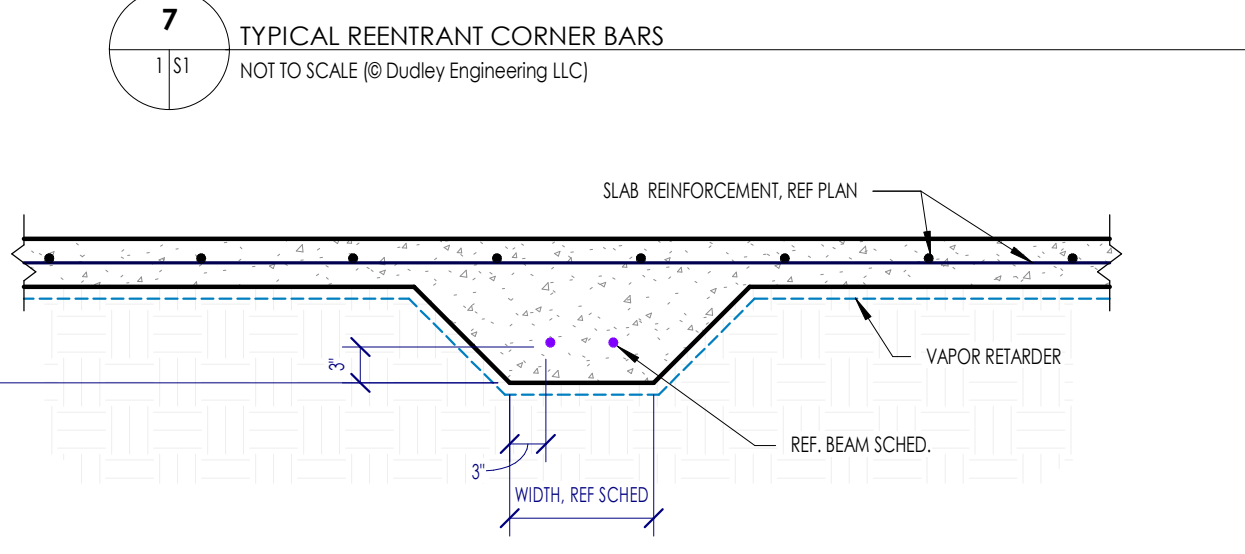 7
TYPICAL REENTRANT CORNER BARS
1 S1
NOT TO SCALE (© Dudley Engineering LLC)
SLAB REINFORCEMENT, REF PLAN
3"
VAPOR RETARDER
REF. BEAM SCHED.
3"
WIDTH, REF SCHED